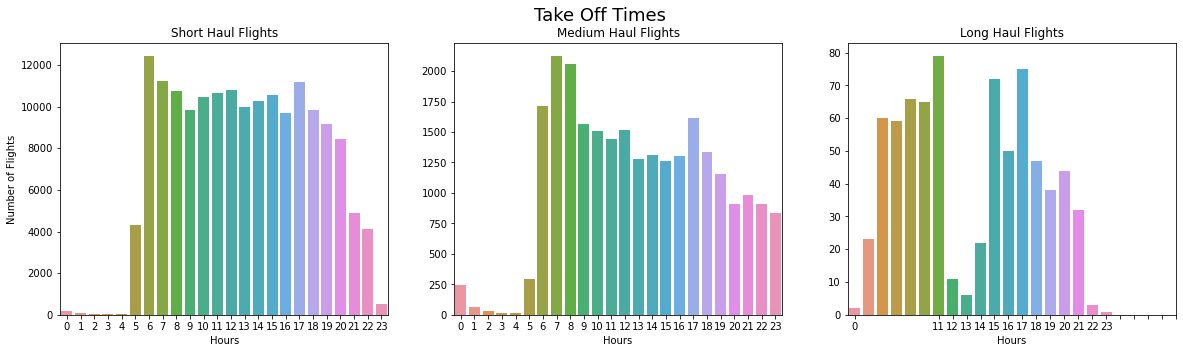 Take Off Times
Short Haul Flights
Medium Haul Flights
Long Haul Flights
Number of Flights
12000
10000
8000
6000
4000
2000
0
0 1 2 3 4 5 6 7 8 9 10 11 12 13 14 15 16 17 18 19 20 21 22 23
Hours
2000
1750
1500
1250
1000
750
500
250
0
0 1 2 3 4 5 6 7 8 9 10 11 12 13 14 15 16 17 18 19 20 21 22 23
Hours
80
70
60
50
40
30
20
10
0
0 11 12 13 14 15 16 17 18 19 20 21 22 23
Hours